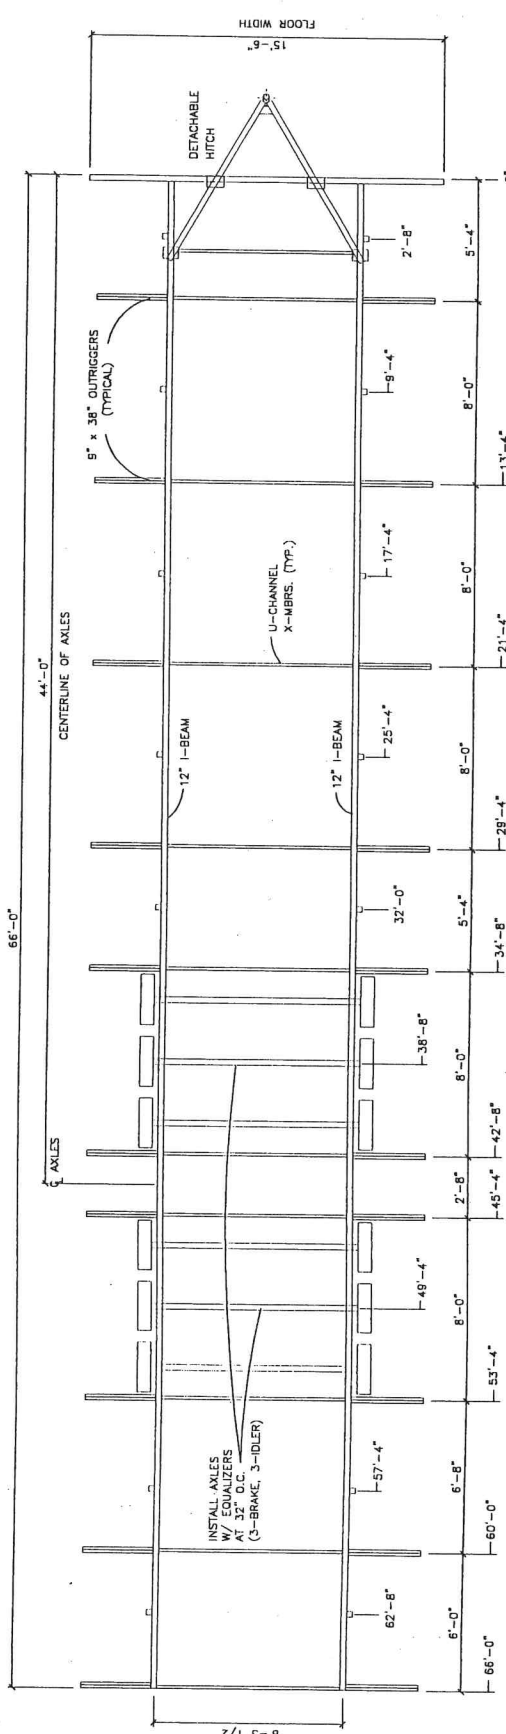 FLOOR WIDTH
15'-6"
DETACHABLE
HITCH
2'-8"
5'-4"
9" x 38" OUTRIGGERS
(TYPICAL)
9'-4"
8'-0"
13'-4"
66'-0"
44'-0"
CENTERLINE OF AXLES
U-CHANNEL
X-MBRS. (TYP.)
17'-4"
8'-0"
21'-4"
12" I-BEAM
12" I-BEAM
25'-4"
8'-0"
29'-4"
32'-0"
5'-4"
34'-8"
38'-8"
8'-0"
42'-8"
℄ AXLES
2'-8"
45'-4"
49'-4"
8'-0"
53'-4"
INSTALL AXLES
W/ EQUALIZERS
AT 32" O.C.
(3-BRAKE, 3-IDLER)
57'-4"
6'-8"
60'-0"
62'-8"
6'-0"
66'-0"